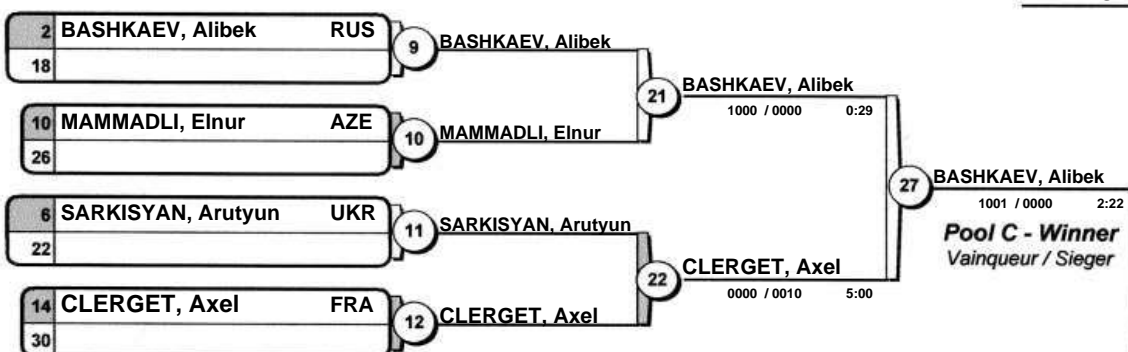 2 BASHKAEV, Alibek RUS
18
9
BASHKAEV, Alibek
10 MAMMADLI, Elnur AZE
26
10
MAMMADLI, Elnur
21
BASHKAEV, Alibek
1000 / 0000 0:29
6 SARKISYAN, Arutyun UKR
22
11
SARKISYAN, Arutyun
14 CLERGET, Axel FRA
30
12
CLERGET, Axel
22
CLERGET, Axel
0000 / 0010 5:00
27
BASHKAEV, Alibek
1001 / 0000 2:22
Pool C - Winner
Vainqueur / Sieger